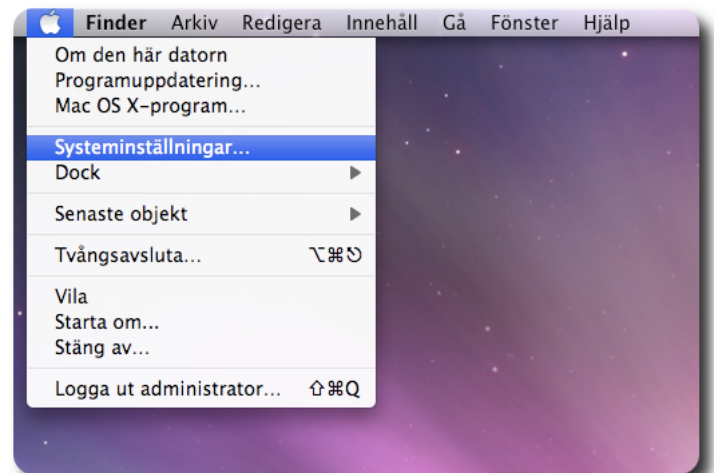 Finder Arkiv Redigera Innehåll Gå Fönster Hjälp
Om den här datorn
Programuppdatering...
Mac OS X-program...
Systeminställningar...
Dock ▶
Senaste objekt ▶
Tvångsavsluta... ⌥⌘⎋
Vila
Starta om...
Stäng av...
Logga ut administrator... ⇧⌘Q